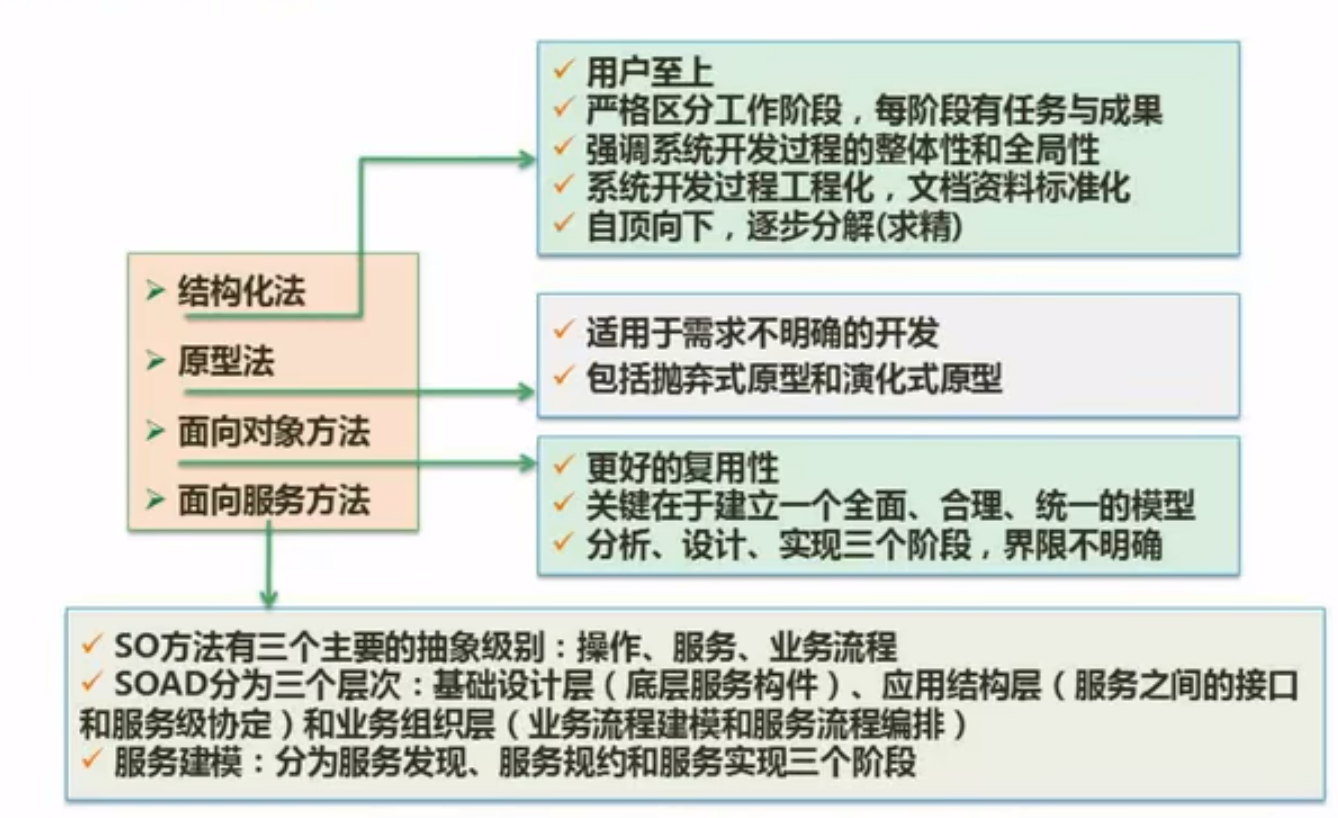 用户至上
严格区分工作阶段，每阶段有任务与成果
强调系统开发过程的整体性和全局性
系统开发过程工程化，文档资料标准化
自顶向下，逐步分解(求精)
结构化法
原型法
面向对象方法
面向服务方法
适用于需求不明确的开发
包括抛弃式原型和演化式原型
更好的复用性
关键在于建立一个全面、合理、统一的模型
分析、设计、实现三个阶段，界限不明确
SO方法有三个主要的抽象级别：操作、服务、业务流程
SOAD分为三个层次：基础设计层（底层服务构件）、应用结构层（服务之间的接口
和服务级协定）和业务组织层（业务流程建模和服务流程编排）
服务建模：分为服务发现、服务规约和服务实现三个阶段